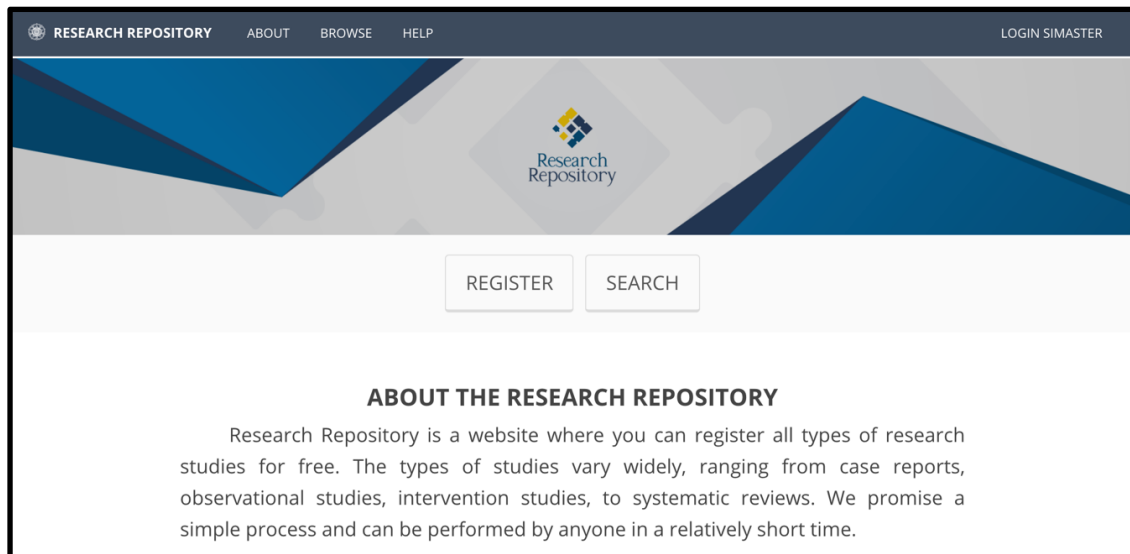 RESEARCH REPOSITORY ABOUT BROWSE HELP LOGIN SIMASTER
Research
Repository
REGISTER SEARCH
ABOUT THE RESEARCH REPOSITORY
Research Repository is a website where you can register all types of research
studies for free. The types of studies vary widely, ranging from case reports,
observational studies, intervention studies, to systematic reviews. We promise a
simple process and can be performed by anyone in a relatively short time.